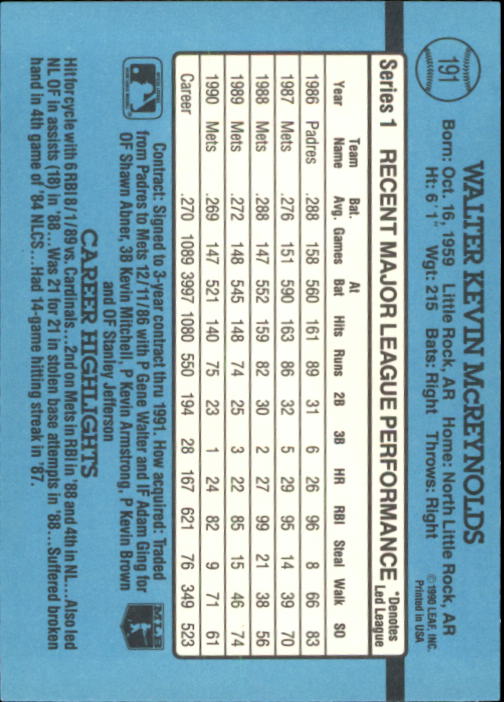 191
WALTER KEVIN McREYNOLDS
©1990 LEAF, INC.
Printed in USA
Born: Oct. 16, 1959 Little Rock, AR Home: North Little Rock, AR
Ht: 6' 1" Wgt: 215 Bats: Right Throws: Right
Series 1 RECENT MAJOR LEAGUE PERFORMANCE *Denotes Led League
Year Team Name Bat. Avg. Games At Bat Hits Runs 2B 3B HR RBI Steal Walk SO
1986 Padres .288 158 560 161 89 31 6 26 96 8 66 83
1987 Mets .276 151 590 163 86 32 5 29 95 14 39 70
1988 Mets .288 147 552 159 82 30 2 27 99 21 38 56
1989 Mets .272 148 545 148 74 25 3 22 85 15 46 74
1990 Mets .269 147 521 140 75 23 1 24 82 9 71 61
Career .270 1089 3997 1080 550 194 28 167 621 76 349 523
Contract: Signed to 3-year contract thru 1991. How acquired: Traded
from Padres to Mets 12/11/86 with P Gene Walter and IF Adam Ging for
OF Shawn Abner, 3B Kevin Mitchell, P Kevin Armstrong, P Kevin Brown
and OF Stanley Jefferson
CAREER HIGHLIGHTS
Hit for cycle with 6 RBI 8/1/89 vs. Cardinals...2nd on Mets in RBI in '88 and 4th in NL....Also led
NL OF in assists (18) in '88...Was 21 for 21 in stolen base attempts in '88....Suffered broken
hand in 4th game of '84 NLCS...Had 14-game hitting streak in '87.